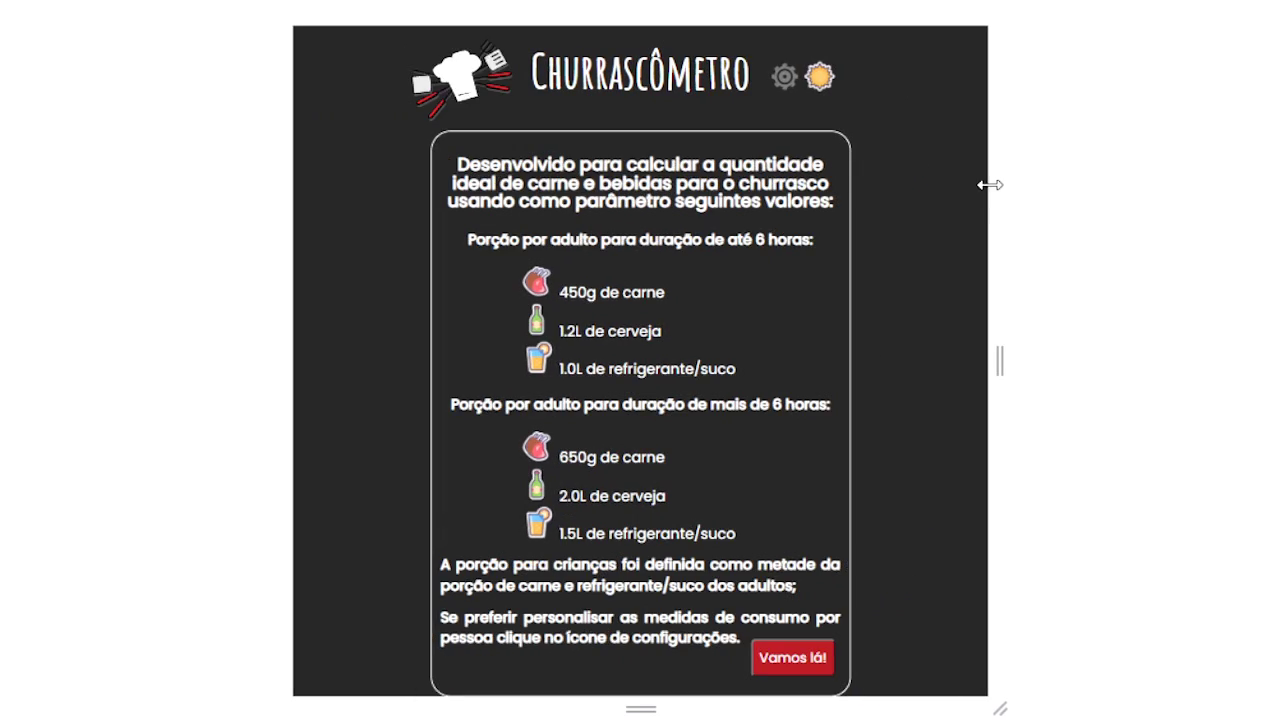 CHURRASCÔMETRO
Desenvolvido para calcular a quantidade
ideal de carne e bebidas para o churrasco
usando como parâmetro seguintes valores:
Porção por adulto para duração de até 6 horas:
450g de carne
1.2L de cerveja
1.0L de refrigerante/suco
Porção por adulto para duração de mais de 6 horas:
650g de carne
2.0L de cerveja
1.5L de refrigerante/suco
A porção para crianças foi definida como metade da
porção de carne e refrigerante/suco dos adultos;
Se preferir personalisar as medidas de consumo por
pessoa clique no ícone de configurações.
Vamos lá!